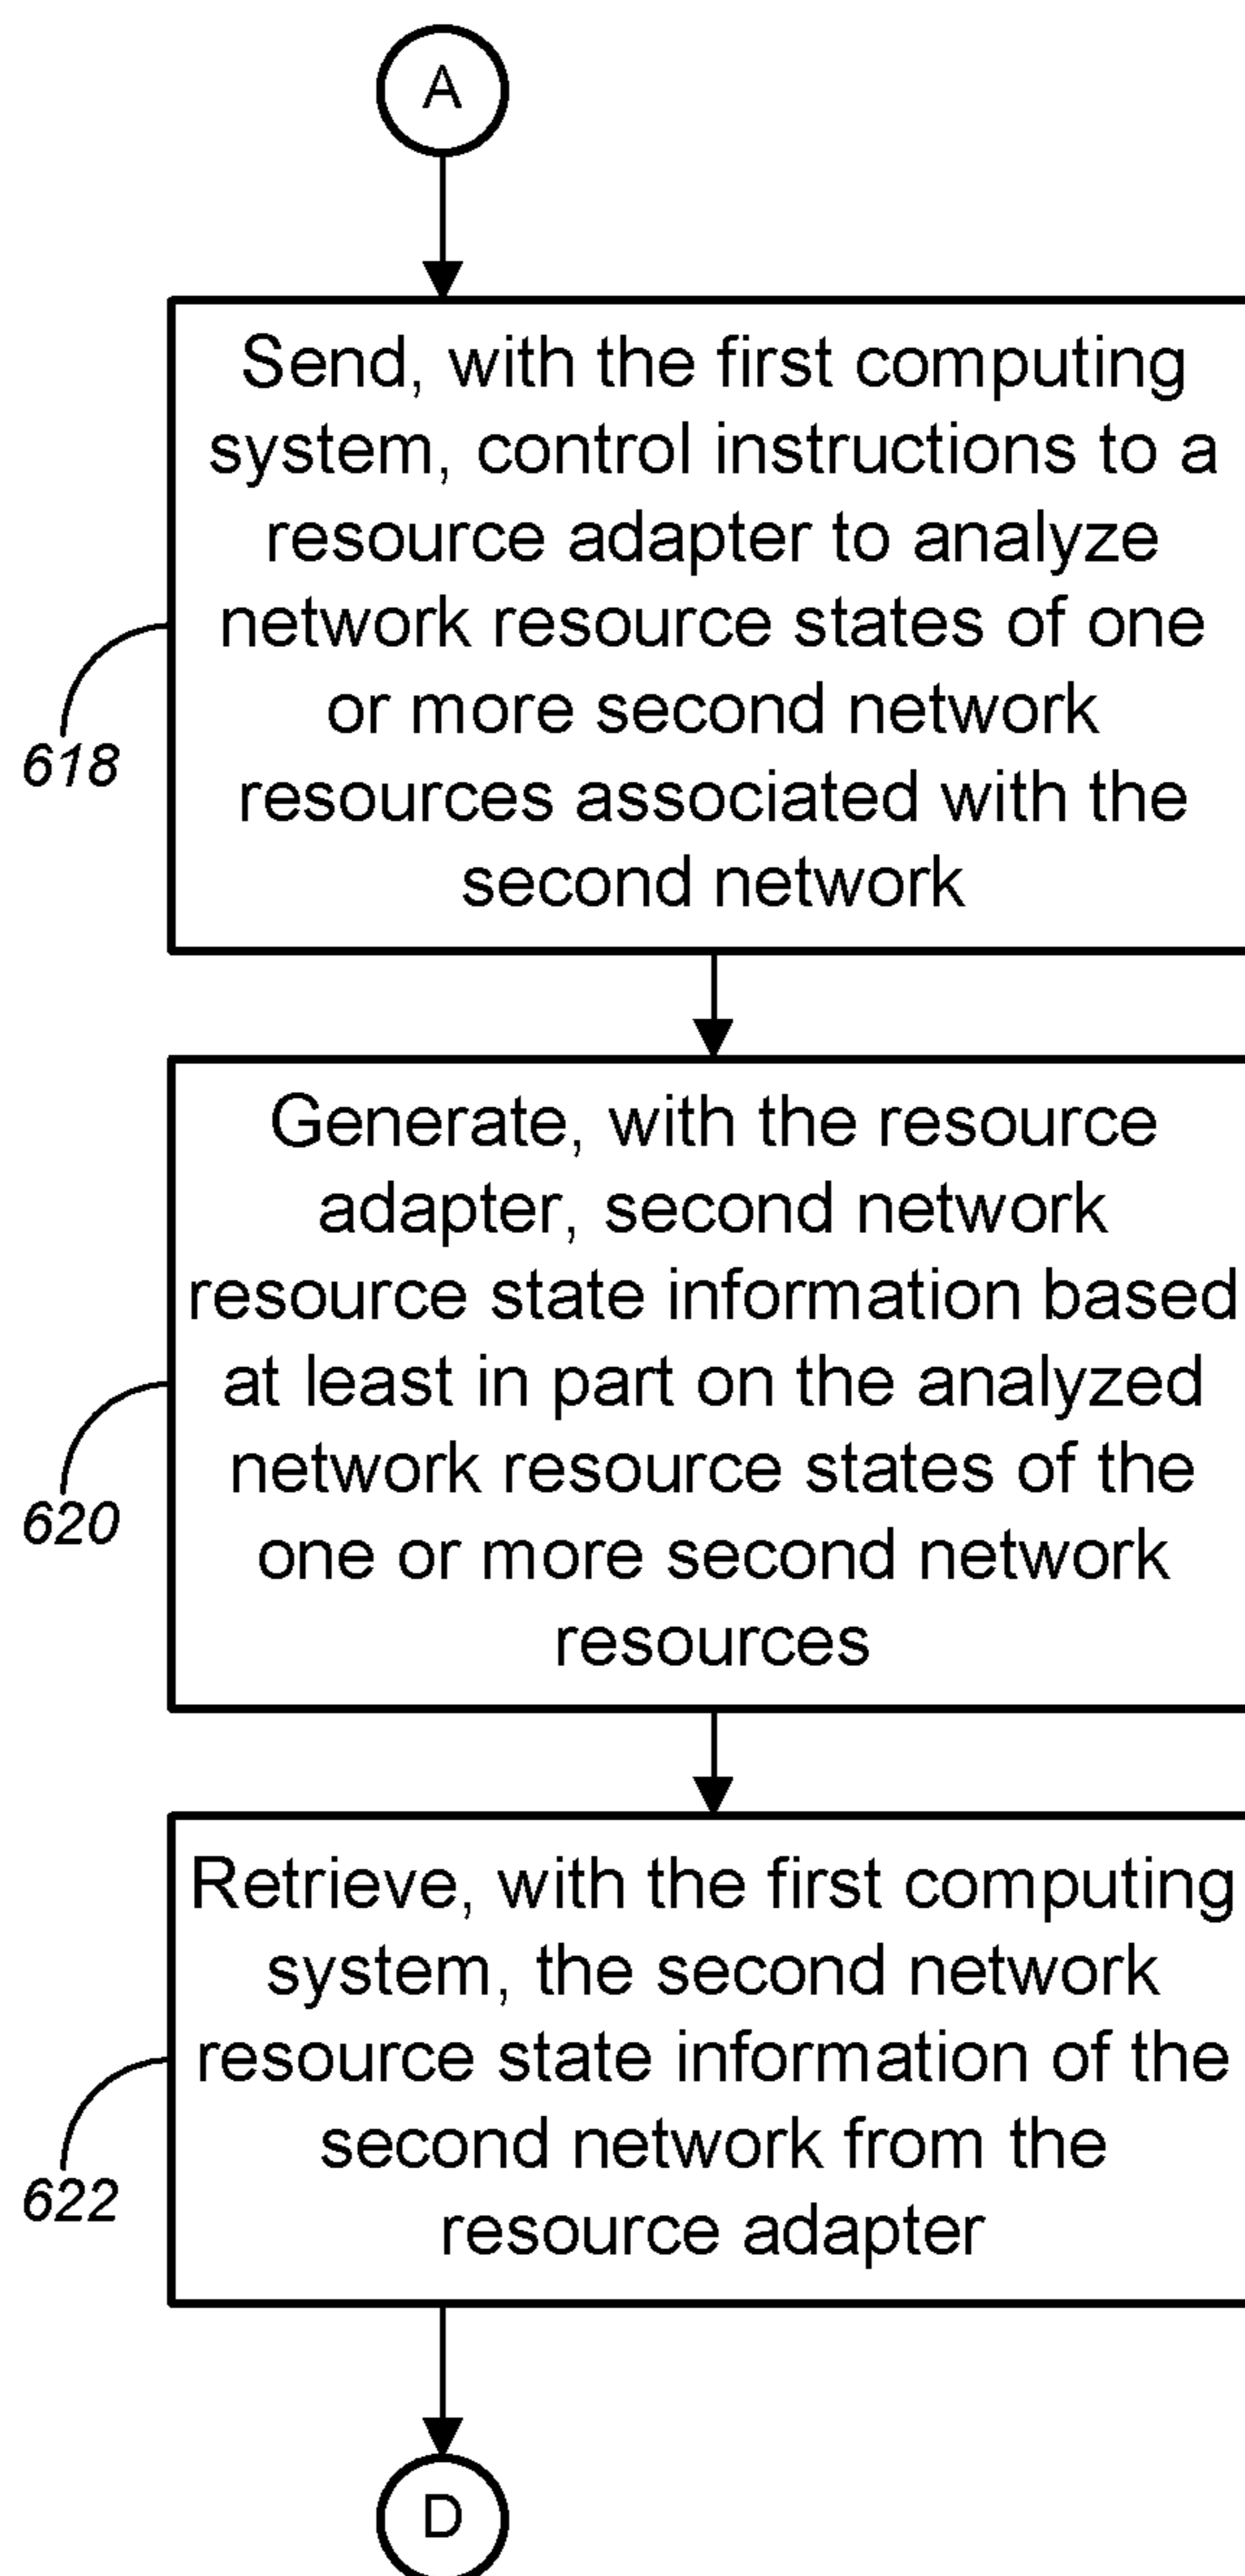 A
Send, with the first computing
system, control instructions to a
resource adapter to analyze
network resource states of one
or more second network
resources associated with the
second network
618
Generate, with the resource
adapter, second network
resource state information based
at least in part on the analyzed
network resource states of the
one or more second network
resources
620
Retrieve, with the first computing
system, the second network
resource state information of the
second network from the
resource adapter
622
D